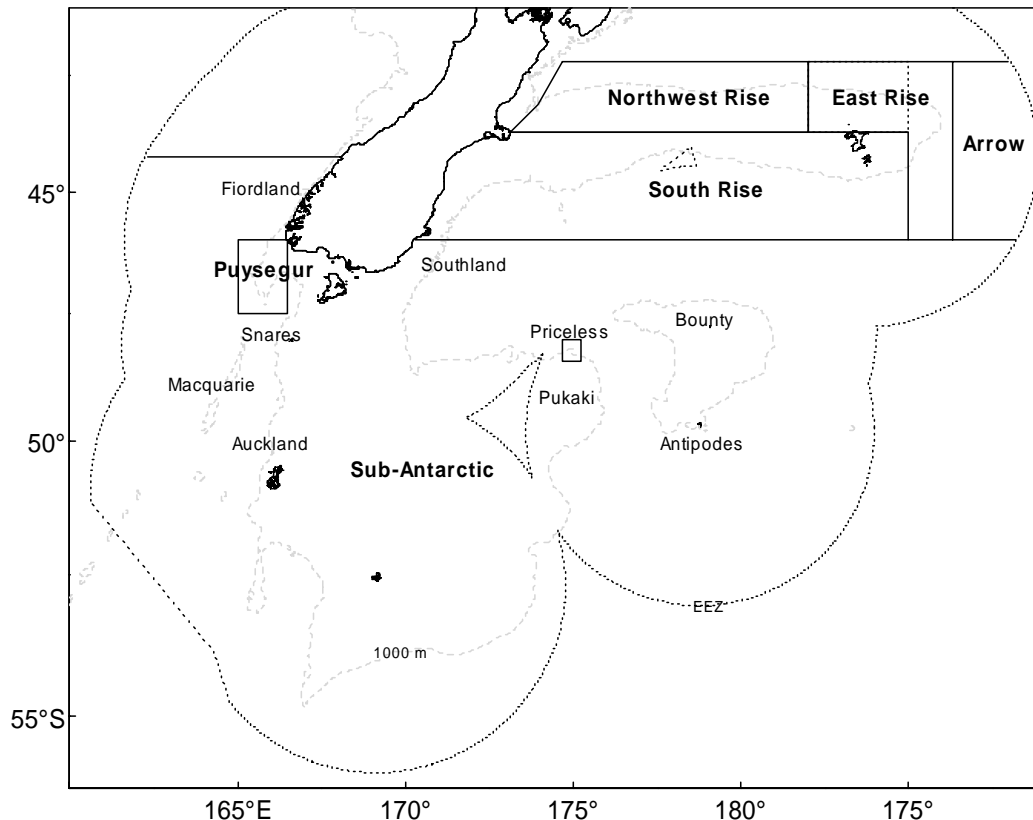 Northwest Rise
East Rise
Arrow
45°
Fiordland
South Rise
Puysegur
Southland
Snares
Priceless
Bounty
Macquarie
Pukaki
50°
Auckland
Antipodes
Sub-Antarctic
EEZ
1000 m
55°S
165°E
170°
175°
180°
175°